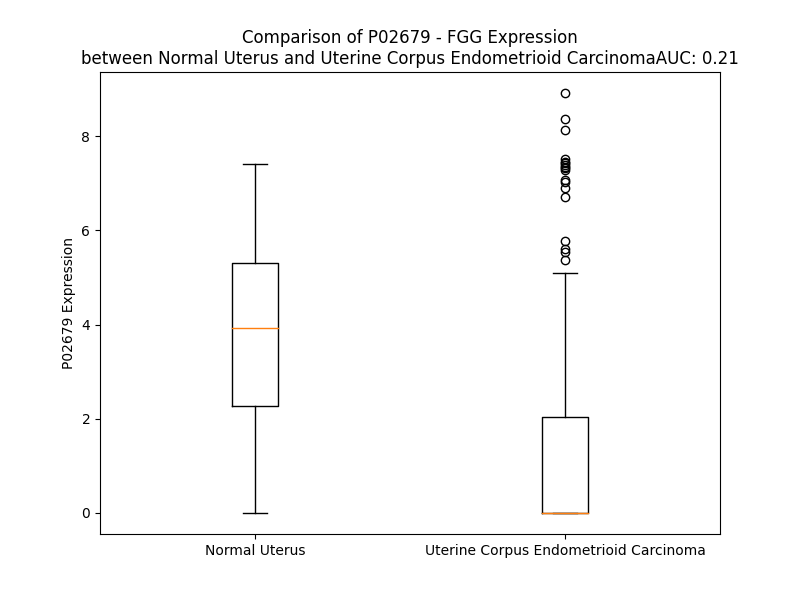 Comparison of P02679 - FGG Expression
between Normal Uterus and Uterine Corpus Endometrioid CarcinomaAUC: 0.21
8
6
4
2
0
P02679 Expression
Normal Uterus
Uterine Corpus Endometrioid Carcinoma